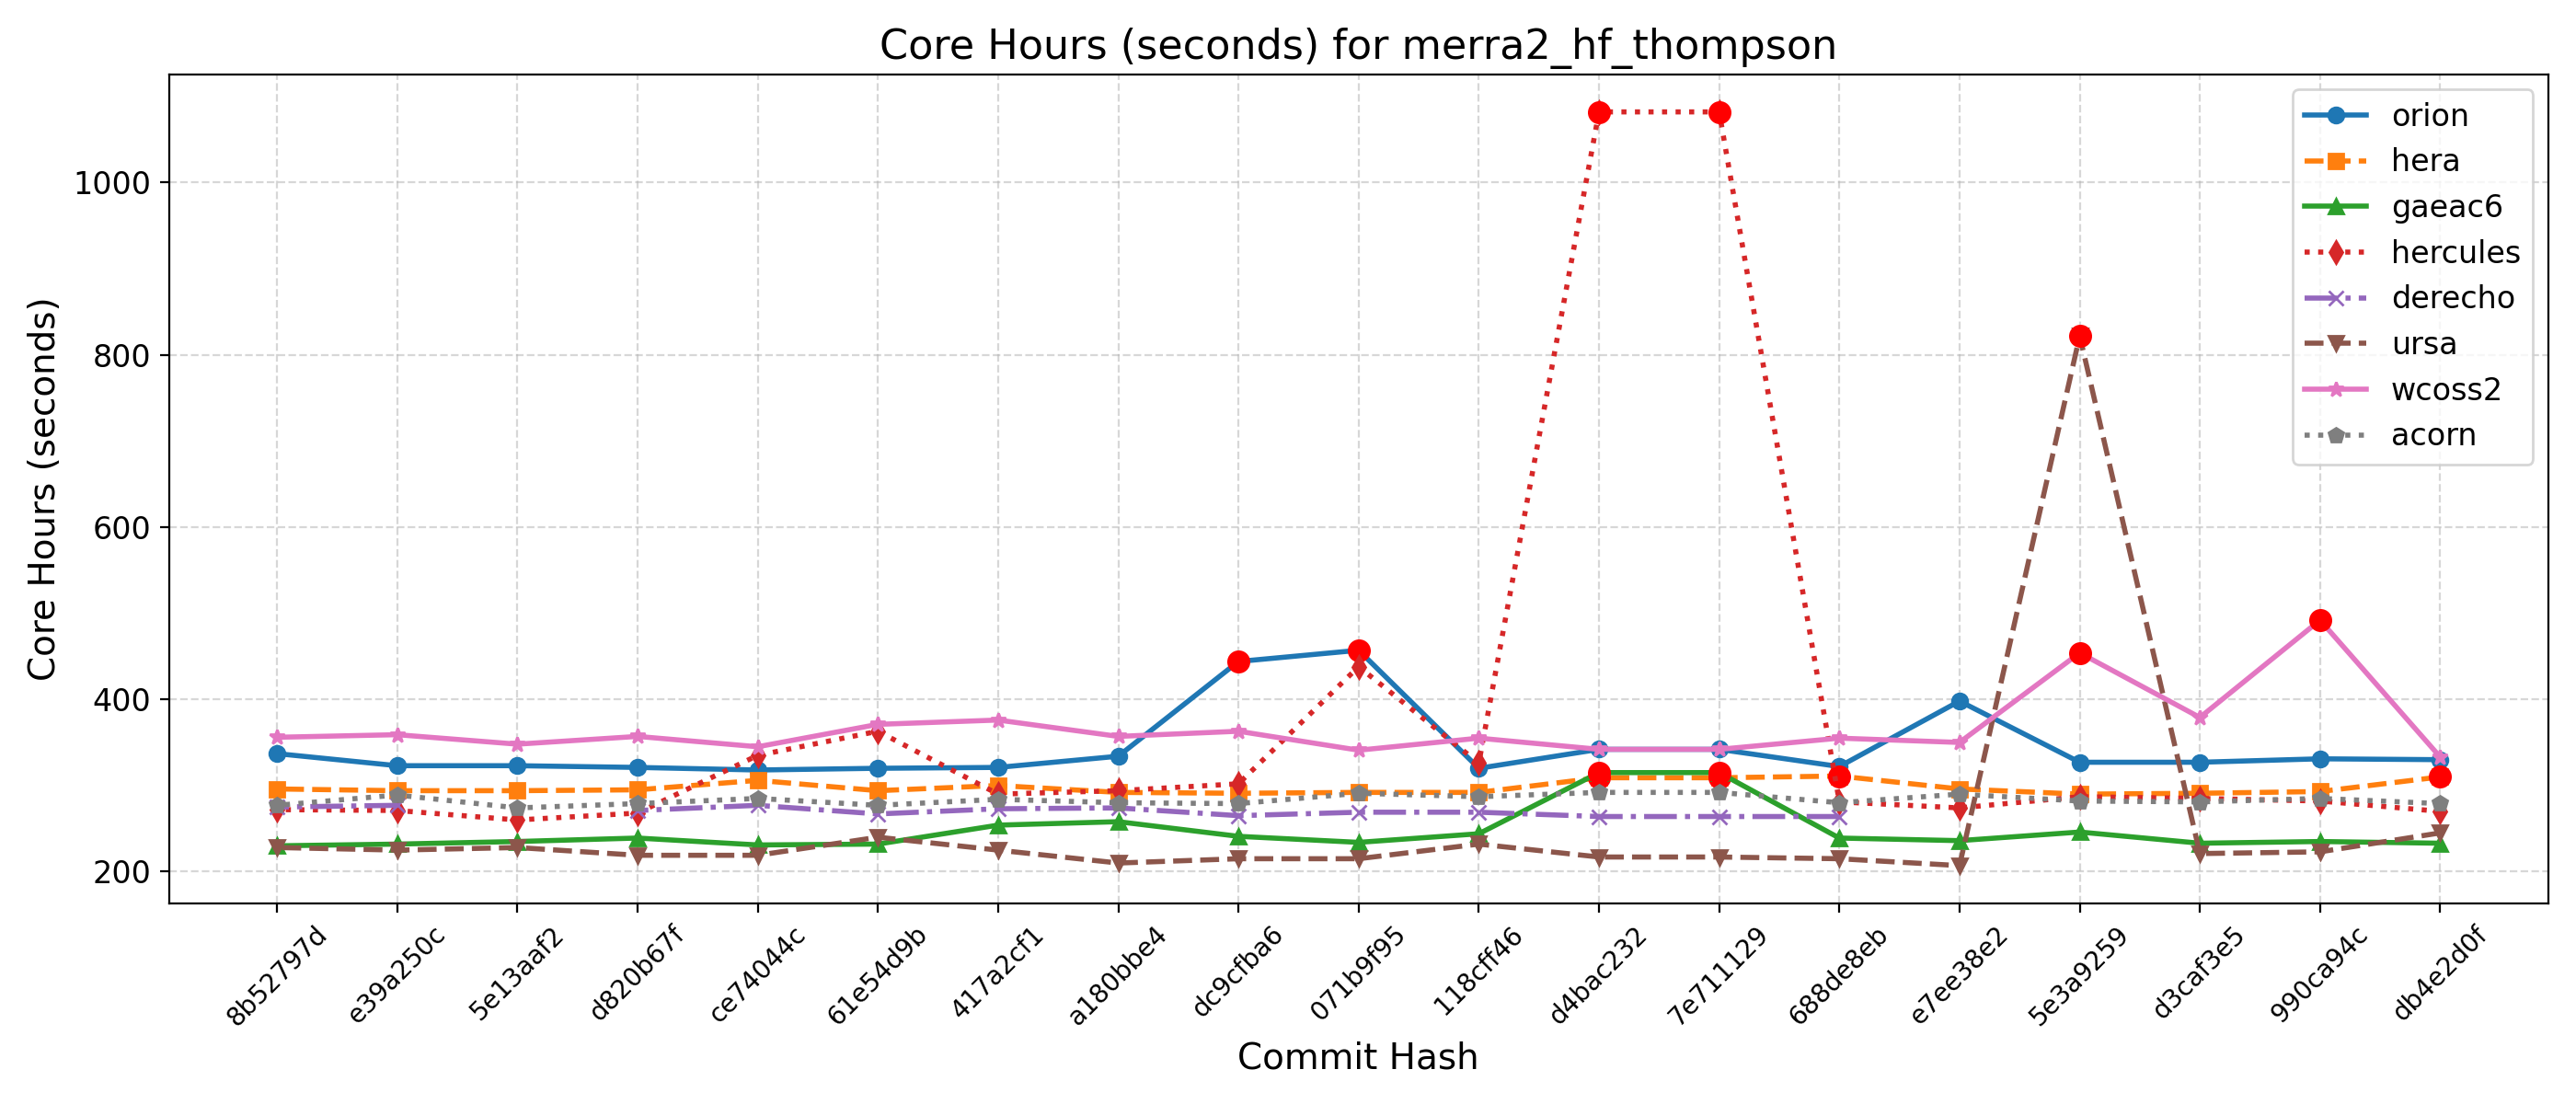 Core Hours (seconds) for merra2_hf_thompson
Core Hours (seconds)
1000
800
600
400
200
orion
hera
gaeac6
hercules
derecho
ursa
wcoss2
acorn
8b52797d
e39a250c
5e13aaf2
d820b67f
ce74044c
61e54d9b
417a2cf1
a180bbe4
dc9cfba6
071b9f95
118cff46
d4bac232
7e711129
688de8eb
e7ee38e2
5e3a9259
d3caf3e5
990ca94c
db4e2d0f
Commit Hash